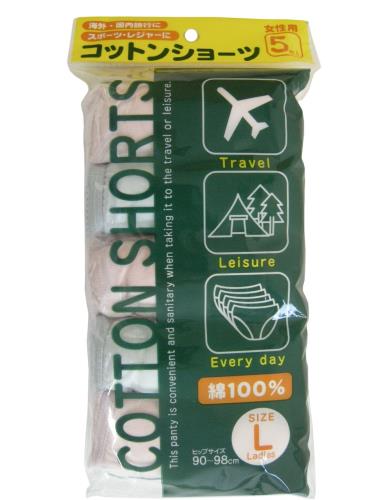 海外・国内旅行に
スポーツ・レジャーに
コットンショーツ
女性用
5
COTTON SHORTS
This panty is convenient and sanitary when taking it to the travel or leisure.
Travel
Leisure
Every day
綿100%
ヒップサイズ
90-98cm
SIZE
L
Ladies